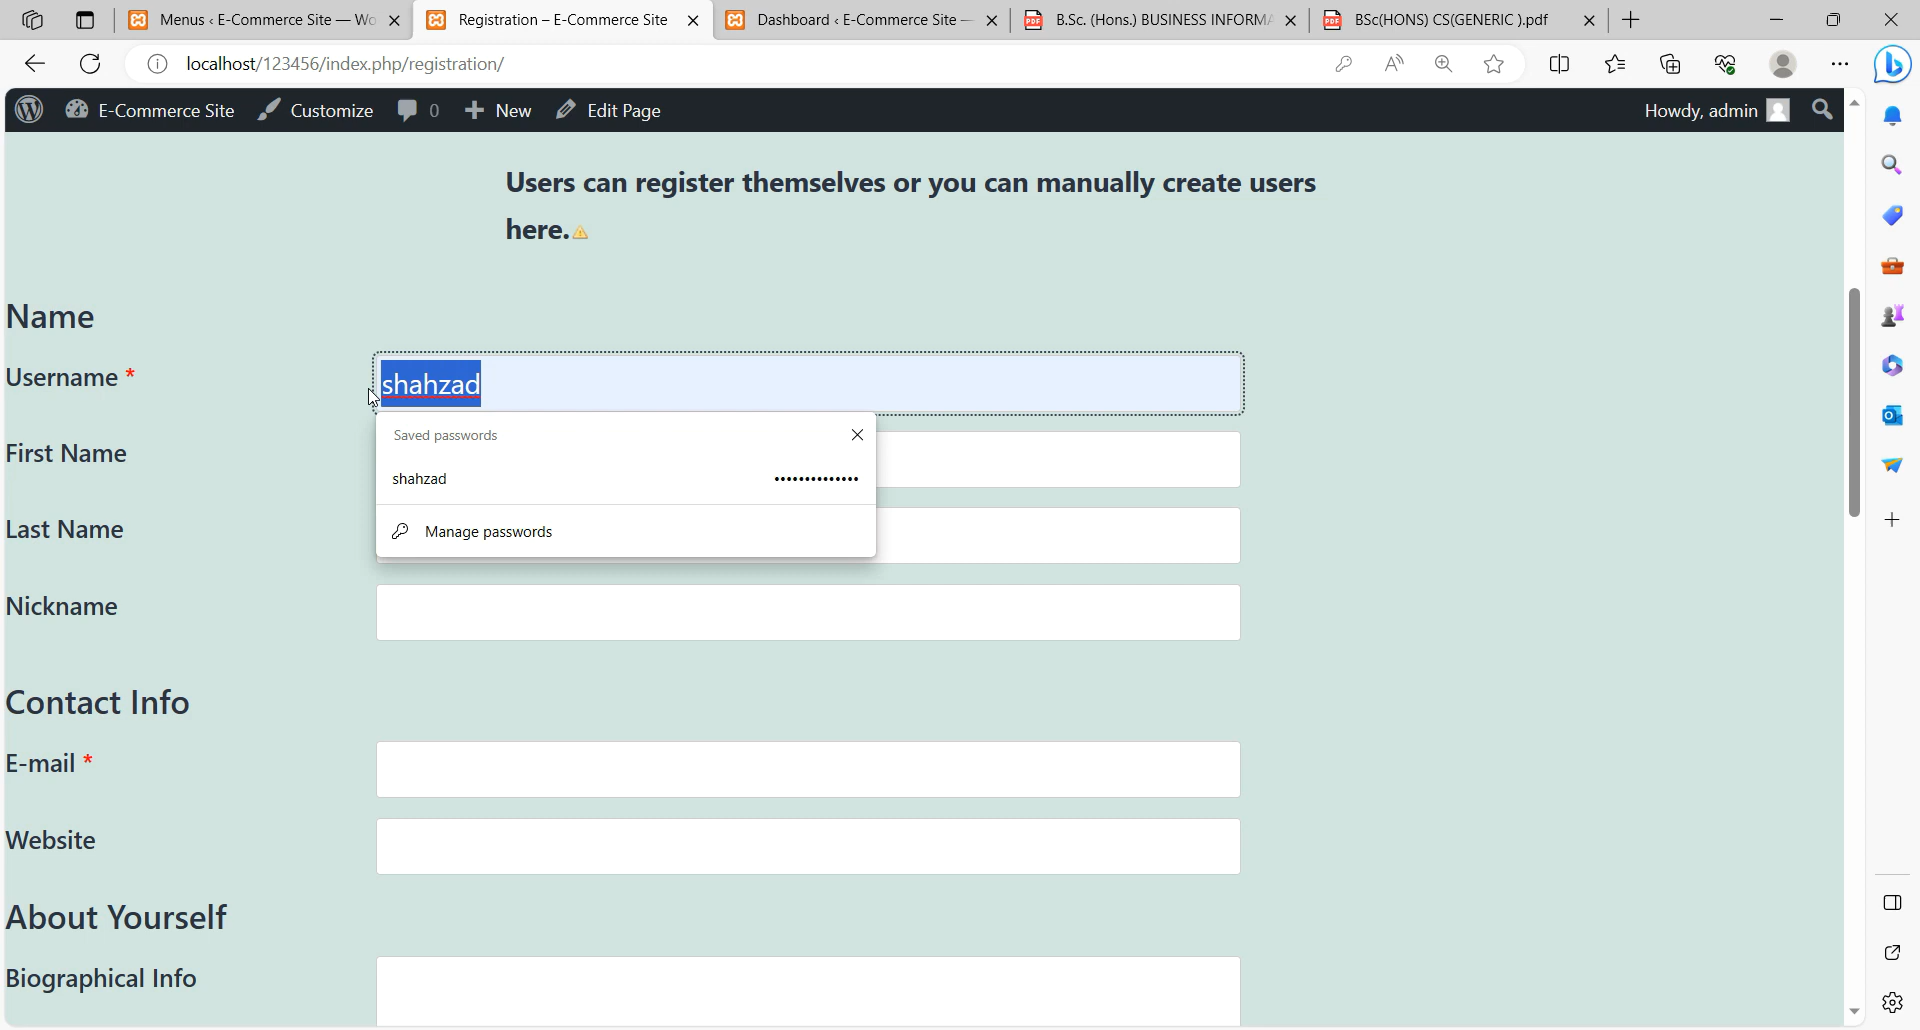 Menus ‹ E-Commerce Site — Wo
Registration – E-Commerce Site
Dashboard ‹ E-Commerce Site —
B.Sc. (Hons.) BUSINESS INFORMA
BSc(HONS) CS(GENERIC ).pdf
localhost/123456/index.php/registration/
E-Commerce Site
Customize
0
New
Edit Page
Howdy, admin
Users can register themselves or you can manually create users
here.
Name
Username *
shahzad
Saved passwords
shahzad ••••••••••••••
Manage passwords
First Name
Last Name
Nickname
Contact Info
E-mail *
Website
About Yourself
Biographical Info